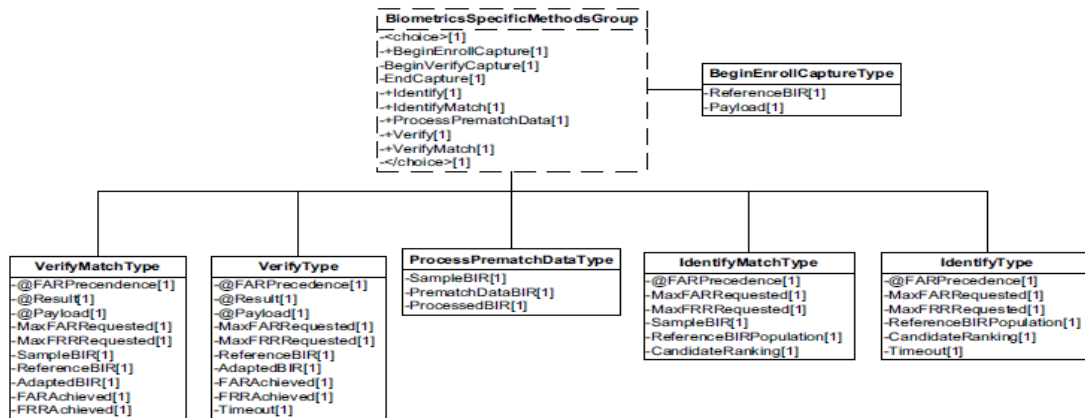 BiometricsSpecificMethodsGroup
-<choice>[1]
-+BeginEnrollCapture[1]
-BeginVerifyCapture[1]
-EndCapture[1]
-+Identify[1]
-+IdentifyMatch[1]
-+ProcessPrematchData[1]
-+Verify[1]
-+VerifyMatch[1]
-</choice>[1]
BeginEnrollCaptureType
-ReferenceBIR[1]
-Payload[1]
VerifyMatchType
-@FARPrecendence[1]
-@Result[1]
-@Payload[1]
-MaxFARRequested[1]
-MaxFRRRequested[1]
-SampleBIR[1]
-ReferenceBIR[1]
-AdaptedBIR[1]
-FARAchieved[1]
-FRRAchieved[1]
VerifyType
-@FARPrecedence[1]
-@Result[1]
-@Payload[1]
-MaxFARRequested[1]
-MaxFRRRequested[1]
-ReferenceBIR[1]
-AdaptedBIR[1]
-FARAchieved[1]
-FRRAchieved[1]
-Timeout[1]
ProcessPrematchDataType
-SampleBIR[1]
-PrematchDataBIR[1]
-ProcessedBIR[1]
IdentifyMatchType
-@FARPrecedence[1]
-MaxFARRequested[1]
-MaxFRRRequested[1]
-SampleBIR[1]
-ReferenceBIRPopulation[1]
-CandidateRanking[1]
IdentifyType
-@FARPrecedence[1]
-MaxFARRequested[1]
-MaxFRRRequested[1]
-ReferenceBIRPopulation[1]
-CandidateRanking[1]
-Timeout[1]